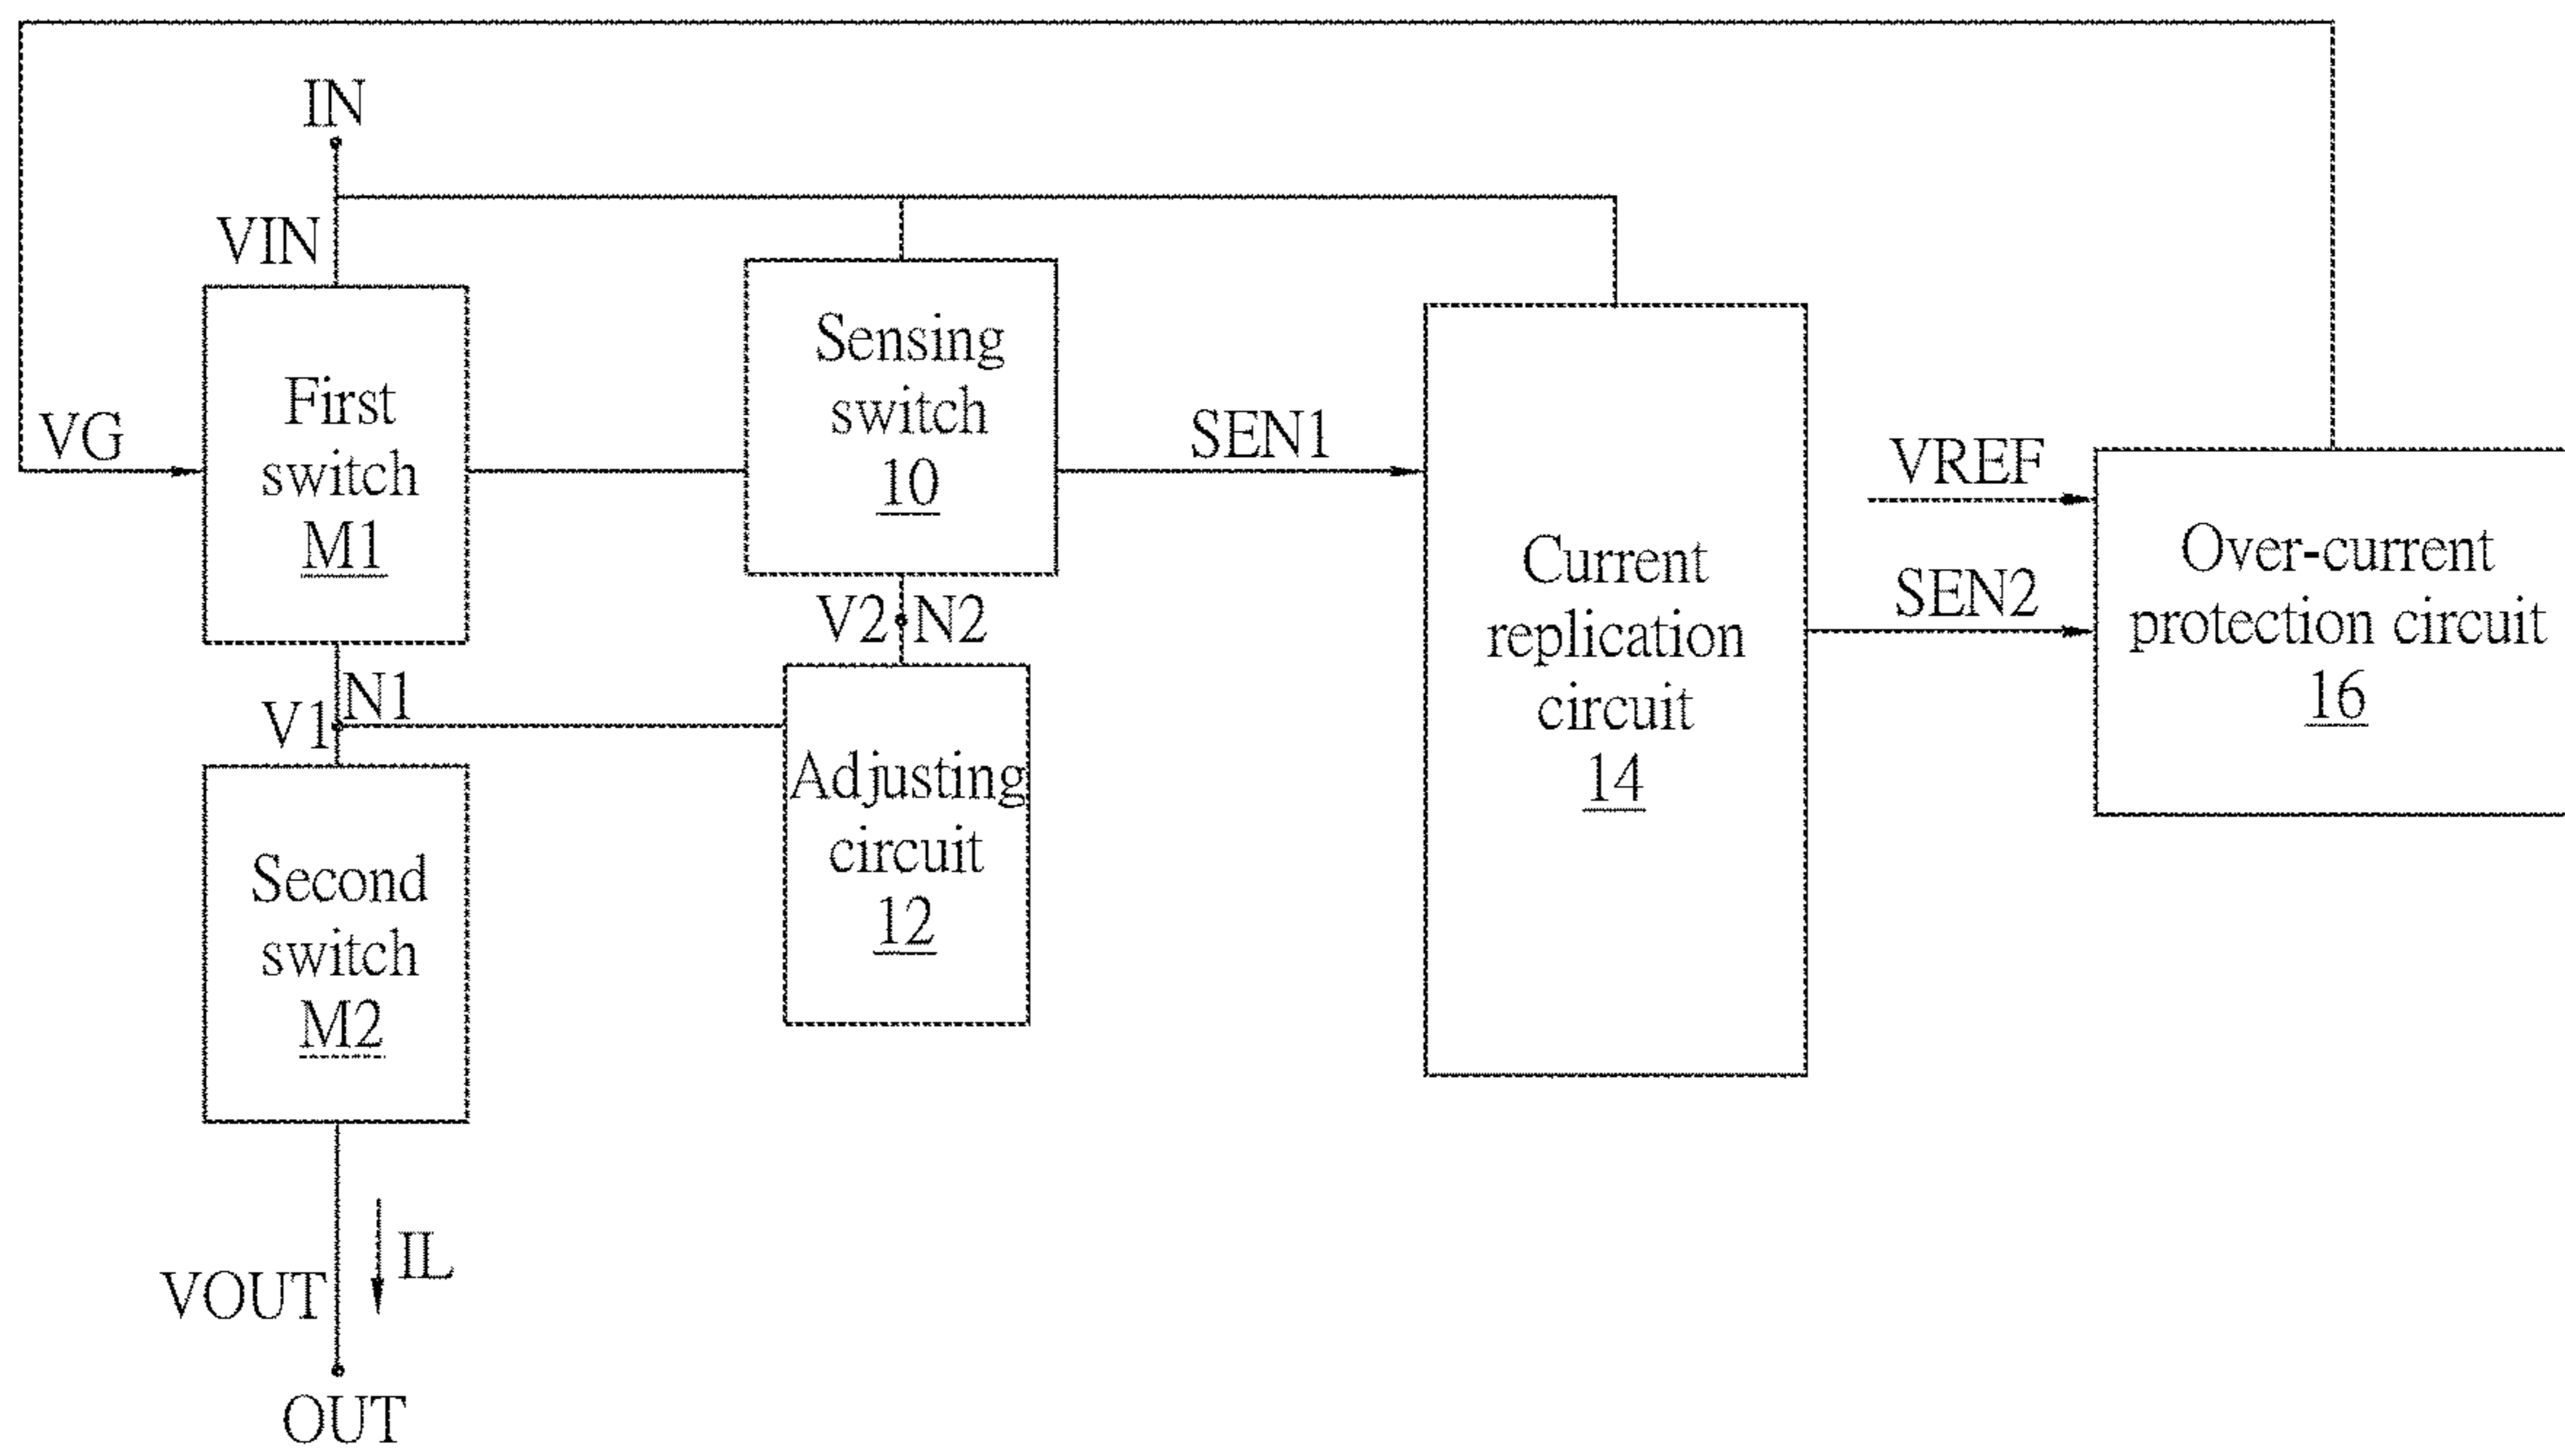 IN
VIN
VG
First
switch
M1
Sensing
switch
10
SEN1
V2
N2
N1
V1
Adjusting
circuit
12
Second
switch
M2
Current
replication
circuit
14
VREF
SEN2
Over-current
protection circuit
16
IL
VOUT
OUT